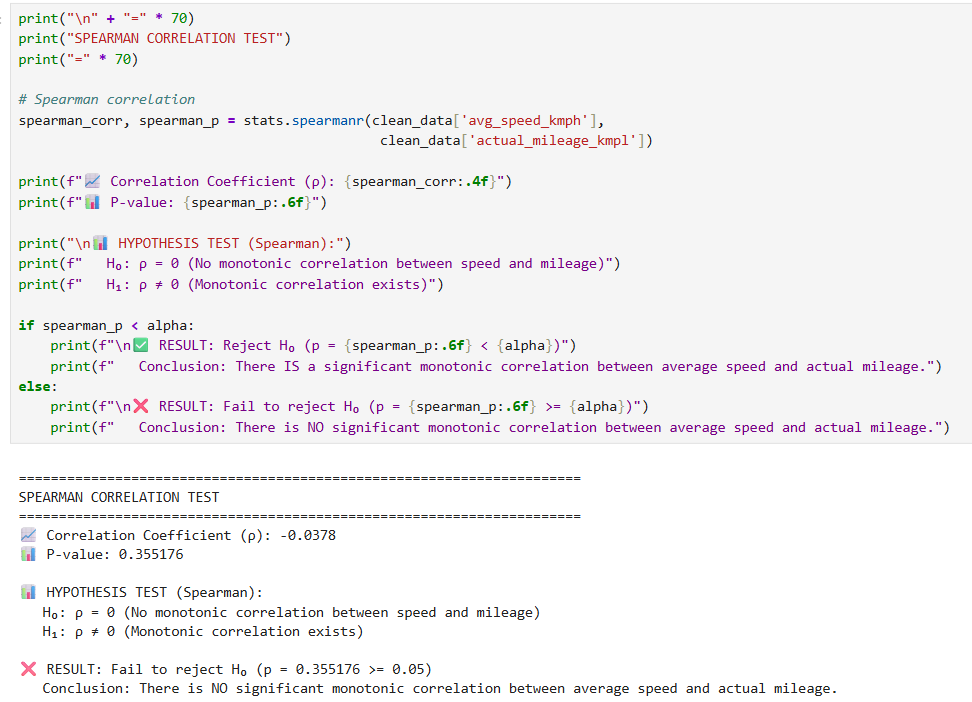 print("\n" + "=" * 70)
print("SPEARMAN CORRELATION TEST")
print("=" * 70)
# Spearman correlation
spearman_corr, spearman_p = stats.spearmanr(clean_data['avg_speed_kmph'],
                                             clean_data['actual_mileage_kmpl'])
print(f"📈 Correlation Coefficient (ρ): {spearman_corr:.4f}")
print(f"📊 P-value: {spearman_p:.6f}")
print("\n📊 HYPOTHESIS TEST (Spearman):")
print(f"   H₀: ρ = 0 (No monotonic correlation between speed and mileage)")
print(f"   H₁: ρ ≠ 0 (Monotonic correlation exists)")
if spearman_p < alpha:
    print(f"\n✅ RESULT: Reject H₀ (p = {spearman_p:.6f} < {alpha})")
    print(f"   Conclusion: There IS a significant monotonic correlation between average speed and actual mileage.")
else:
    print(f"\n❌ RESULT: Fail to reject H₀ (p = {spearman_p:.6f} >= {alpha})")
    print(f"   Conclusion: There is NO significant monotonic correlation between average speed and actual mileage.")
======================================================================
SPEARMAN CORRELATION TEST
======================================================================
📈 Correlation Coefficient (ρ): -0.0378
📊 P-value: 0.355176
📊 HYPOTHESIS TEST (Spearman):
   H₀: ρ = 0 (No monotonic correlation between speed and mileage)
   H₁: ρ ≠ 0 (Monotonic correlation exists)
❌ RESULT: Fail to reject H₀ (p = 0.355176 >= 0.05)
   Conclusion: There is NO significant monotonic correlation between average speed and actual mileage.